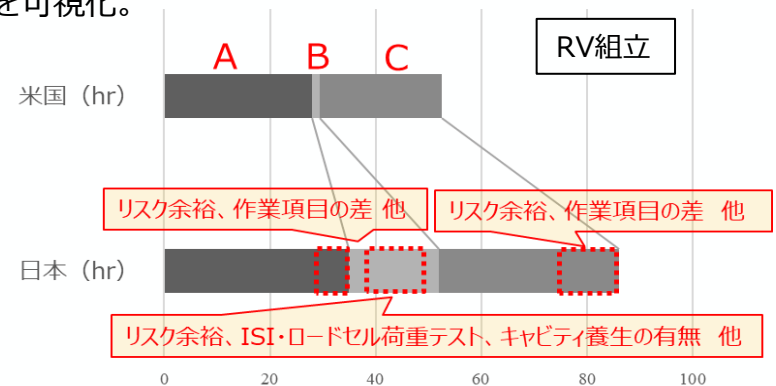 を可視化。
RV組立
A B C
米国（hr）
リスク余裕、作業項目の差 他
リスク余裕、作業項目の差 他
日本（hr）
リスク余裕、ISI・ロードセル荷重テスト、キャビティ養生の有無 他
0 20 40 60 80 100